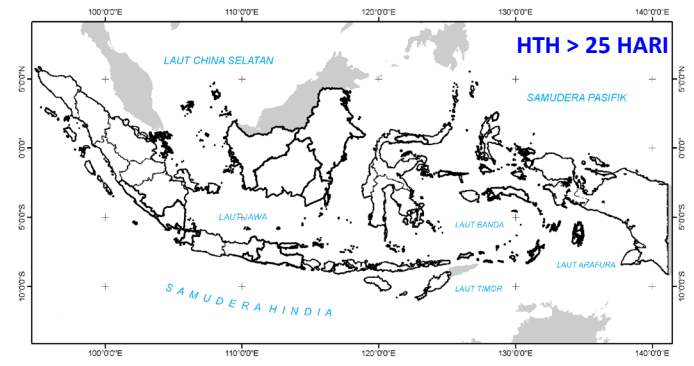 100°0'0"E 110°0'0"E 120°0'0"E 130°0'0"E 140°0'0"E
HTH > 25 HARI
LAUT CHINA SELATAN
5°0'0"N 5°0'0"N
SAMUDERA PASIFIK
0°0'0" 0°0'0"
LAUT JAWA
5°0'0"S 5°0'0"S
LAUT BANDA
LAUT ARAFURA
10°0'0"S 10°0'0"S
LAUT TIMOR
SAMUDERA HINDIA
100°0'0"E 110°0'0"E 120°0'0"E 130°0'0"E 140°0'0"E